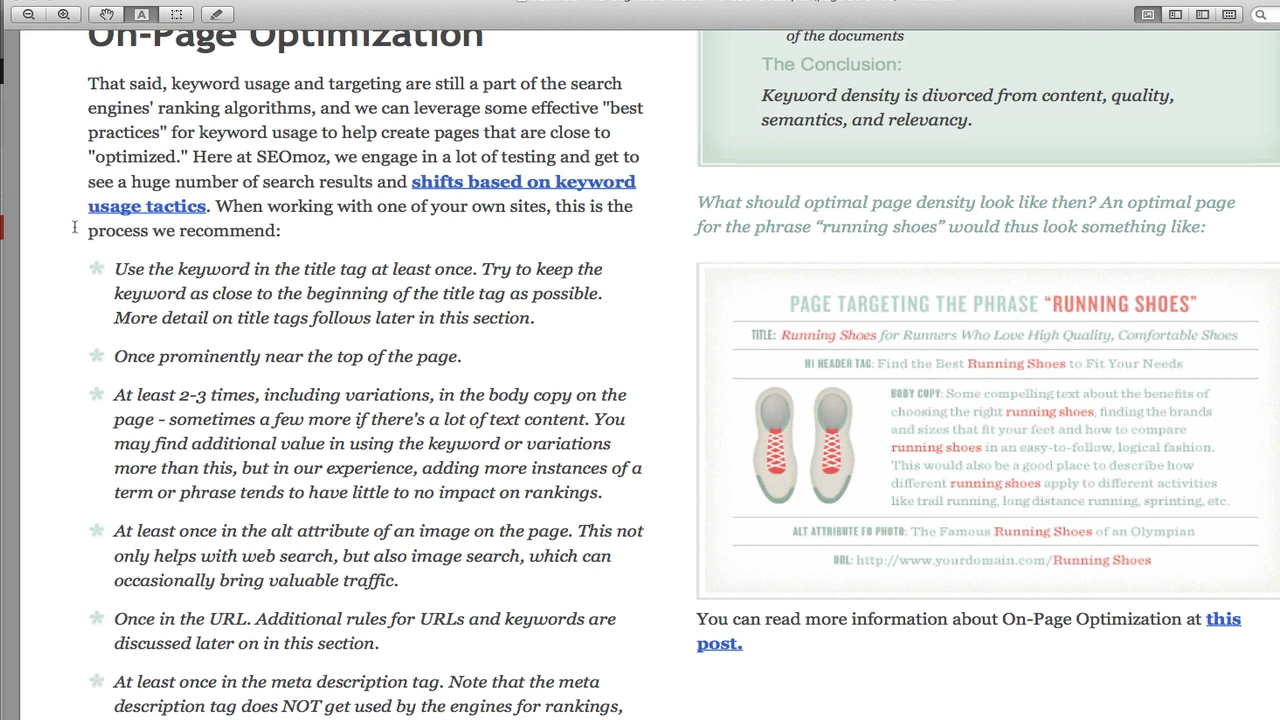 On-Page Optimization
That said, keyword usage and targeting are still a part of the search
engines' ranking algorithms, and we can leverage some effective "best
practices" for keyword usage to help create pages that are close to
"optimized." Here at SEOmoz, we engage in a lot of testing and get to
see a huge number of search results and shifts based on keyword
usage tactics. When working with one of your own sites, this is the
process we recommend:
Use the keyword in the title tag at least once. Try to keep the
keyword as close to the beginning of the title tag as possible.
More detail on title tags follows later in this section.
Once prominently near the top of the page.
At least 2-3 times, including variations, in the body copy on the
page - sometimes a few more if there's a lot of text content. You
may find additional value in using the keyword or variations
more than this, but in our experience, adding more instances of a
term or phrase tends to have little to no impact on rankings.
At least once in the alt attribute of an image on the page. This not
only helps with web search, but also image search, which can
occasionally bring valuable traffic.
Once in the URL. Additional rules for URLs and keywords are
discussed later on in this section.
At least once in the meta description tag. Note that the meta
description tag does NOT get used by the engines for rankings,
of the documents
The Conclusion:
Keyword density is divorced from content, quality,
semantics, and relevancy.
What should optimal page density look like then? An optimal page
for the phrase “running shoes” would thus look something like:
PAGE TARGETING THE PHRASE “RUNNING SHOES”
TITLE: Running Shoes for Runners Who Love High Quality, Comfortable Shoes
H1 HEADER TAG: Find the Best Running Shoes to Fit Your Needs
BODY COPY: Some compelling text about the benefits of
choosing the right running shoes, finding the brands
and sizes that fit your feet and how to compare
running shoes in an easy-to-follow, logical fashion.
This would also be a good place to describe how
different running shoes apply to different activities
like trail running, long distance running, sprinting, etc.
ALT ATTRIBUTE FO PHOTO: The Famous Running Shoes of an Olympian
URL: http://www.yourdomain.com/Running Shoes
You can read more information about On-Page Optimization at this
post.